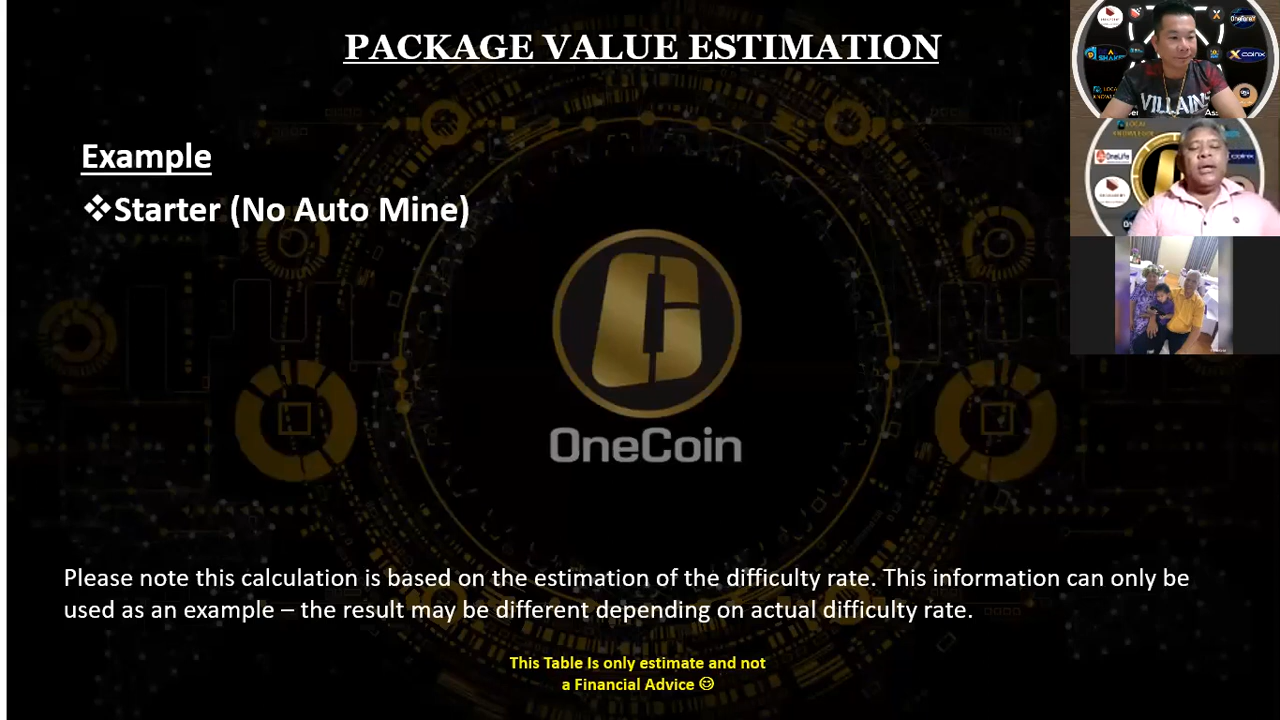 PACKAGE VALUE ESTIMATION
Example
❖Starter (No Auto Mine)
OneCoin
Please note this calculation is based on the estimation of the difficulty rate. This information can only be
used as an example – the result may be different depending on actual difficulty rate.
This Table Is only estimate and not
a Financial Advice ☺
VILLAINS
OneLife